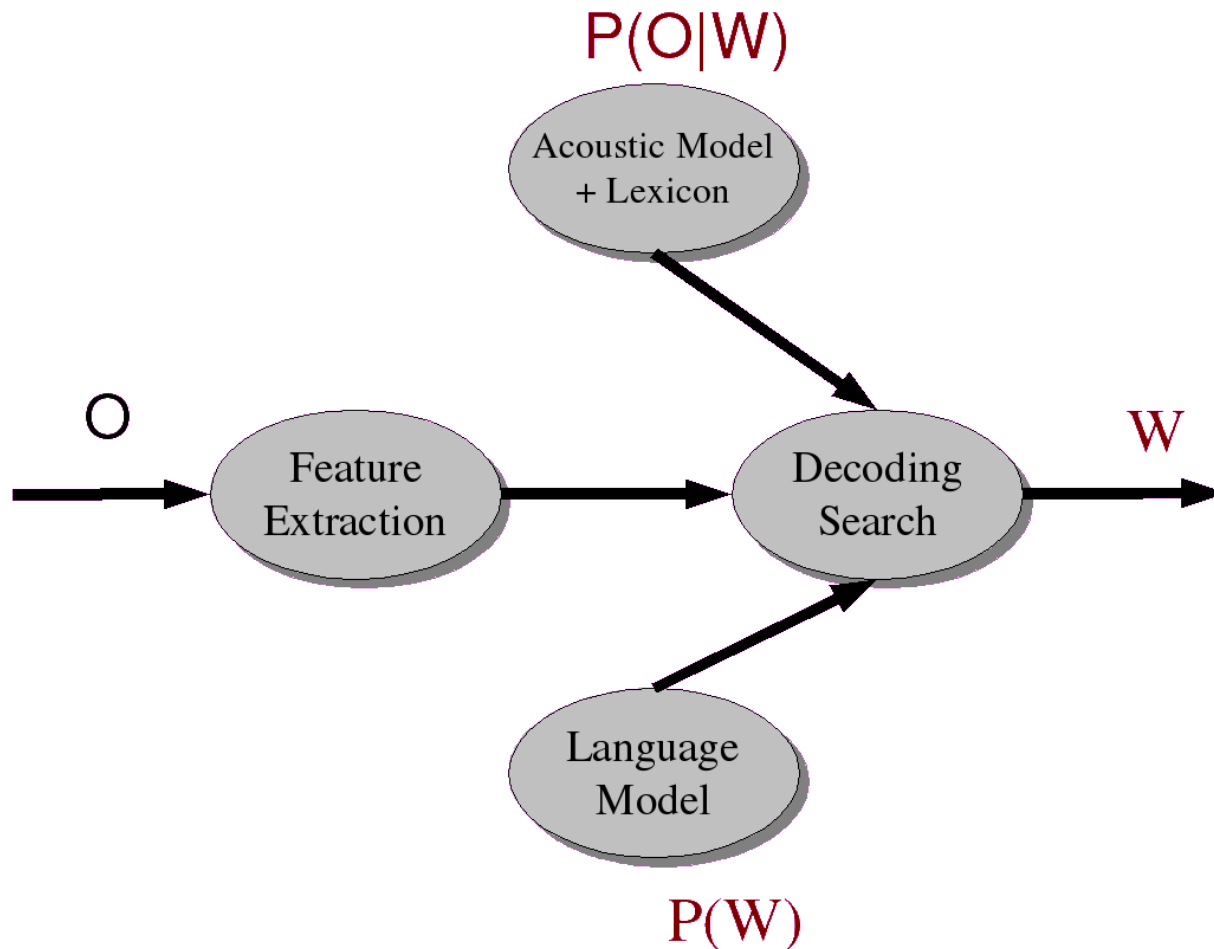 P(O|W)
Acoustic Model
+ Lexicon
O
W
Feature
Extraction
Decoding
Search
Language
Model
P(W)